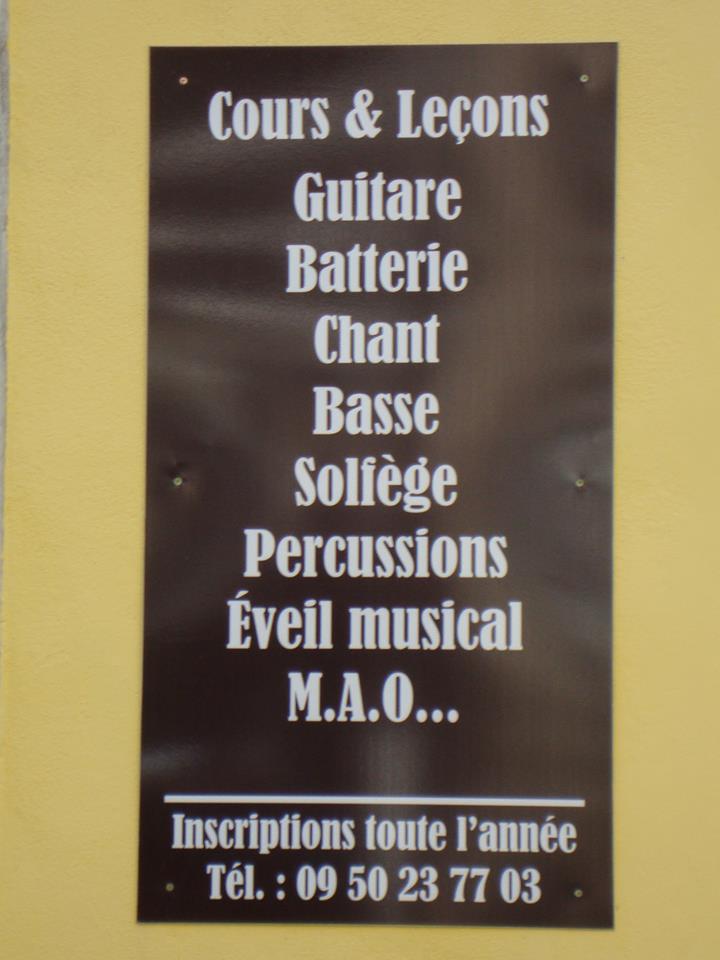 Cours & Leçons
Guitare
Batterie
Chant
Basse
Solfège
Percussions
Éveil musical
M.A.O...
Inscriptions toute l'année
Tél. : 09 50 23 77 03